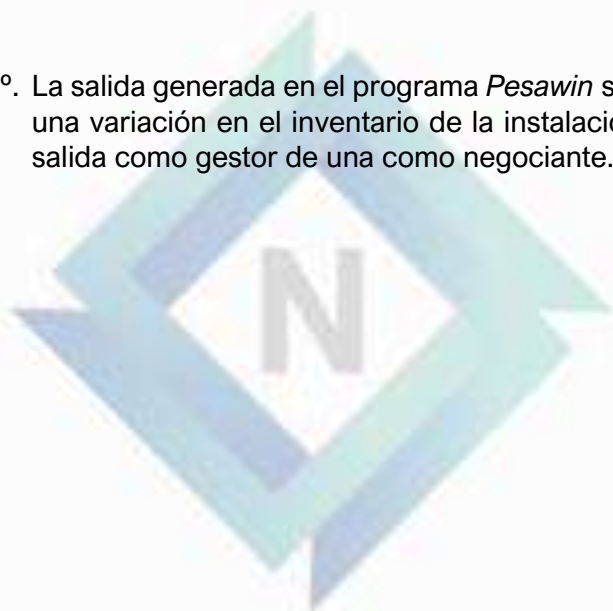 º. La salida generada en el programa Pesawin s
una variación en el inventario de la instalació
salida como gestor de una como negociante.
N